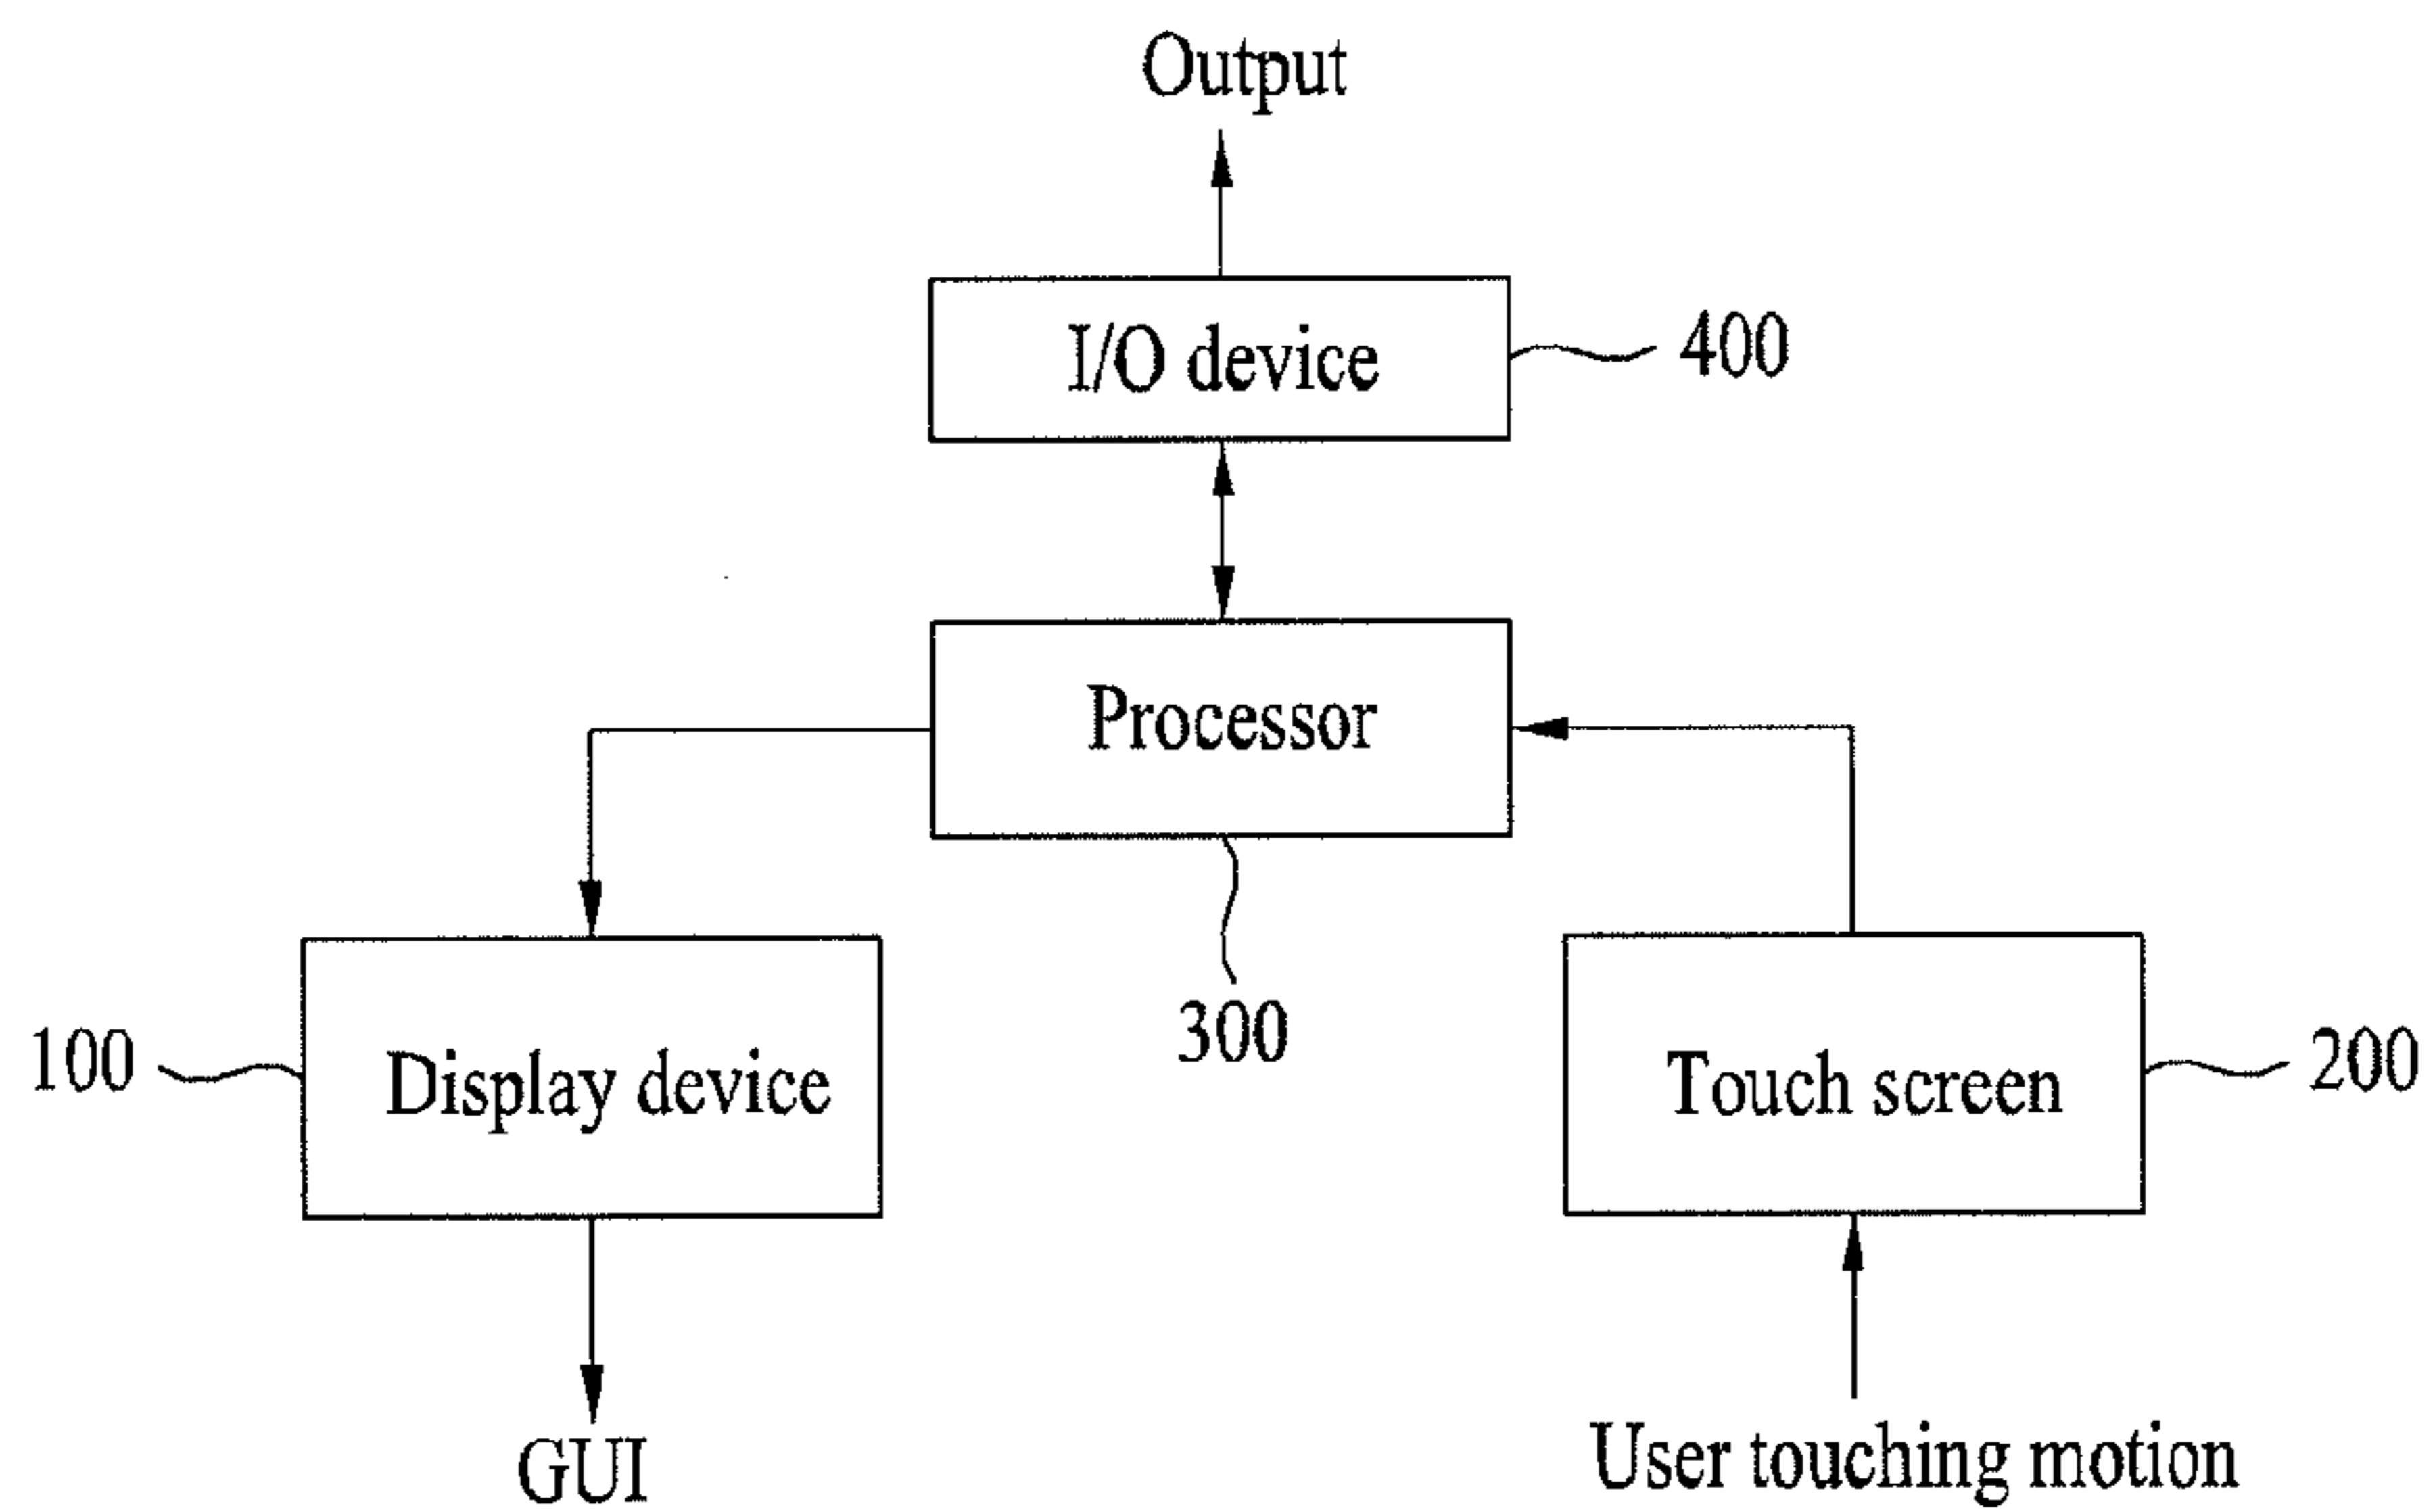 Output
I/O device
400
Processor
300
100
Display device
Touch screen
200
GUI
User touching motion